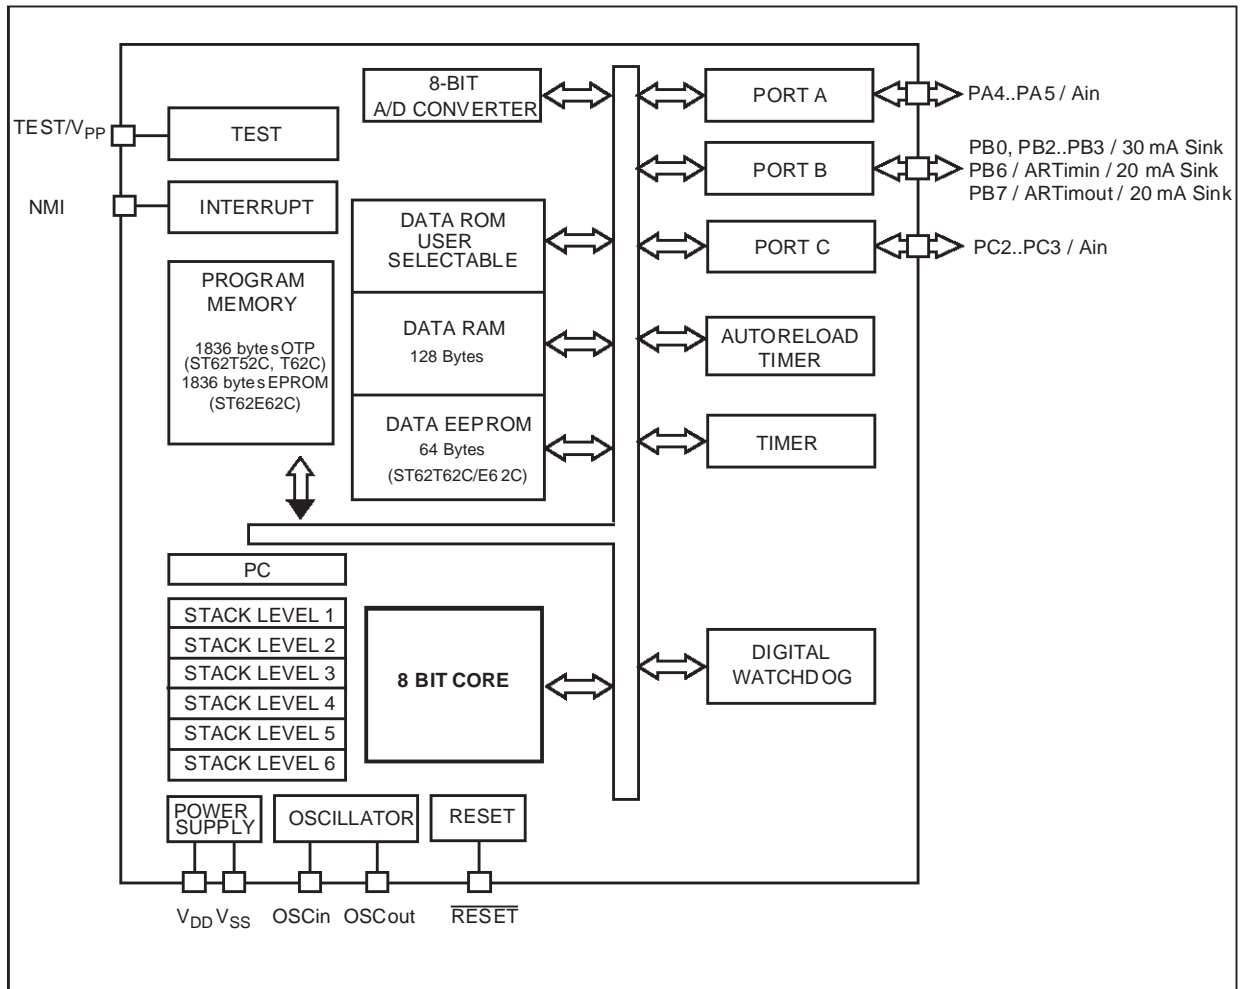 8-BIT
A/D CONVERTER
PORT A
PA4..PA5 / Ain
TEST/VPP
TEST
PORT B
PB0, PB2..PB3 / 30 mA Sink
PB6 / ARTimin / 20 mA Sink
PB7 / ARTimout / 20 mA Sink
NMI
INTERRUPT
DATA ROM
USER
SELECTABLE
PORT C
PC2..PC3 / Ain
PROGRAM
MEMORY
1836 bytes OTP
(ST62T52C, T62C)
1836 bytes EPROM
(ST62E62C)
DATA RAM
128 Bytes
AUTORELOAD
TIMER
DATA EEPROM
64 Bytes
(ST62T62C/E62C)
TIMER
PC
STACK LEVEL 1
STACK LEVEL 2
STACK LEVEL 3
STACK LEVEL 4
STACK LEVEL 5
STACK LEVEL 6
8 BIT CORE
DIGITAL
WATCHDOG
POWER
SUPPLY
OSCILLATOR
RESET
VDD VSS
OSCin
OSCout
RESET